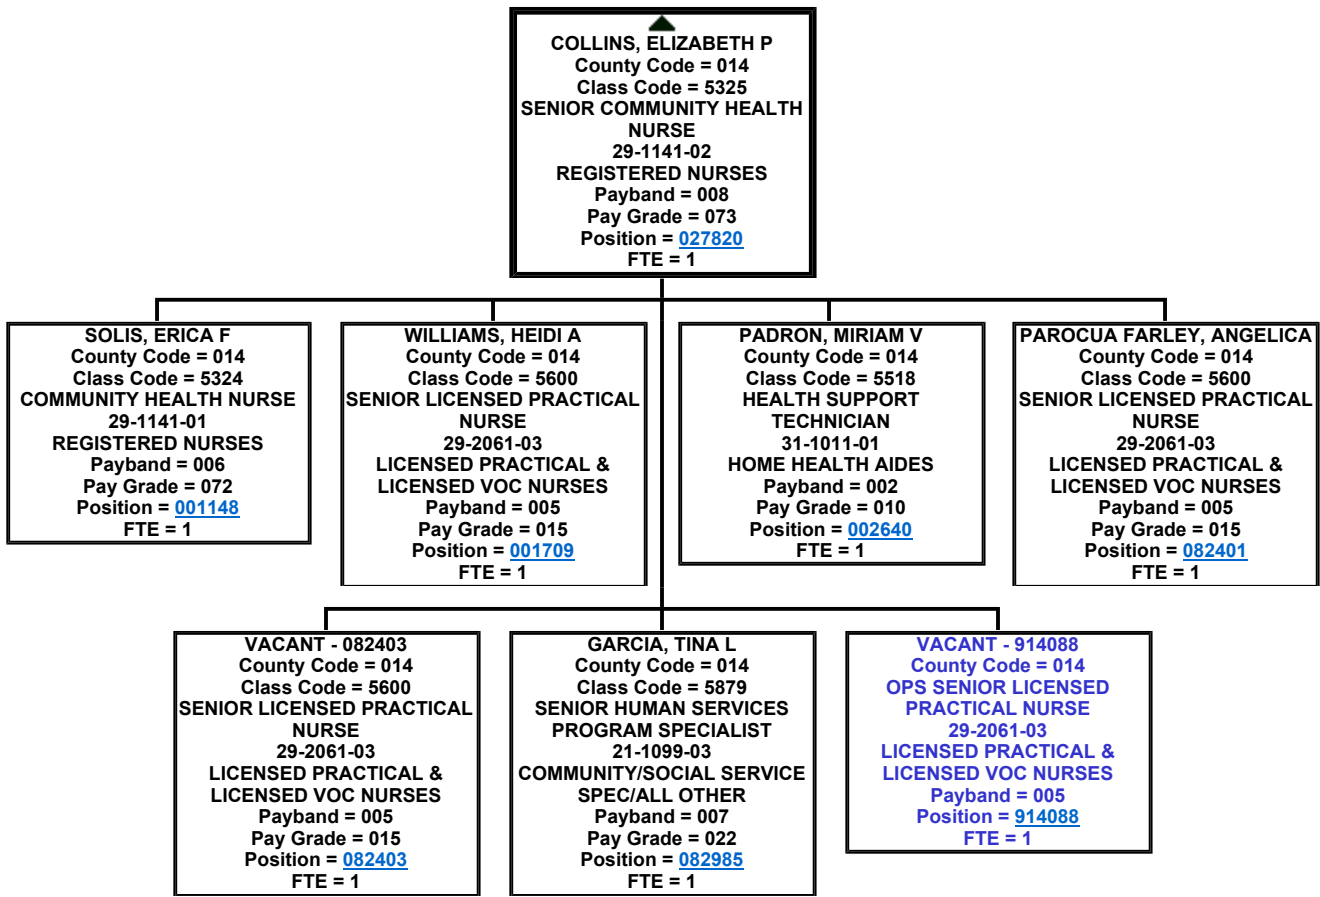 COLLINS, ELIZABETH P
County Code = 014
Class Code = 5325
SENIOR COMMUNITY HEALTH
NURSE
29-1141-02
REGISTERED NURSES
Payband = 008
Pay Grade = 073
Position = 027820
FTE = 1
SOLIS, ERICA F
County Code = 014
Class Code = 5324
COMMUNITY HEALTH NURSE
29-1141-01
REGISTERED NURSES
Payband = 006
Pay Grade = 072
Position = 001148
FTE = 1
WILLIAMS, HEIDI A
County Code = 014
Class Code = 5600
SENIOR LICENSED PRACTICAL
NURSE
29-2061-03
LICENSED PRACTICAL &
LICENSED VOC NURSES
Payband = 005
Pay Grade = 015
Position = 001709
FTE = 1
PADRON, MIRIAM V
County Code = 014
Class Code = 5518
HEALTH SUPPORT
TECHNICIAN
31-1011-01
HOME HEALTH AIDES
Payband = 002
Pay Grade = 010
Position = 002640
FTE = 1
PAROCUA FARLEY, ANGELICA
County Code = 014
Class Code = 5600
SENIOR LICENSED PRACTICAL
NURSE
29-2061-03
LICENSED PRACTICAL &
LICENSED VOC NURSES
Payband = 005
Pay Grade = 015
Position = 082401
FTE = 1
VACANT - 082403
County Code = 014
Class Code = 5600
SENIOR LICENSED PRACTICAL
NURSE
29-2061-03
LICENSED PRACTICAL &
LICENSED VOC NURSES
Payband = 005
Pay Grade = 015
Position = 082403
FTE = 1
GARCIA, TINA L
County Code = 014
Class Code = 5879
SENIOR HUMAN SERVICES
PROGRAM SPECIALIST
21-1099-03
COMMUNITY/SOCIAL SERVICE
SPEC/ALL OTHER
Payband = 007
Pay Grade = 022
Position = 082985
FTE = 1
VACANT - 914088
County Code = 014
OPS SENIOR LICENSED
PRACTICAL NURSE
29-2061-03
LICENSED PRACTICAL &
LICENSED VOC NURSES
Payband = 005
Position = 914088
FTE = 1